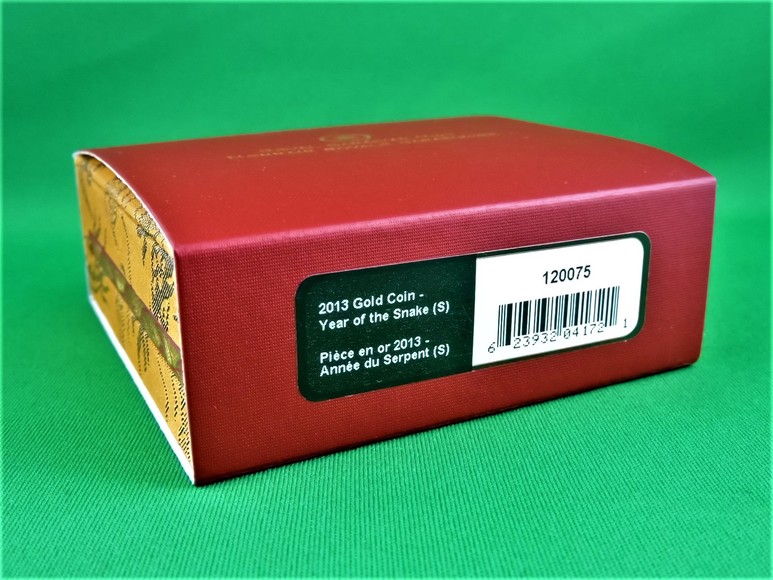 2013 Gold Coin -
Year of the Snake (S)
Pièce en or 2013 -
Année du Serpent (S)
120075
6 23932 04172 1